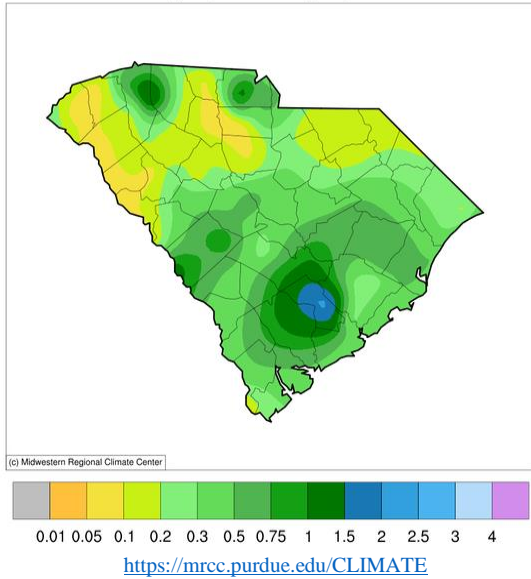 (c) Midwestern Regional Climate Center
0.01 0.05 0.1 0.2 0.3 0.5 0.75 1 1.5 2 2.5 3 4
https://mrcc.purdue.edu/CLIMATE